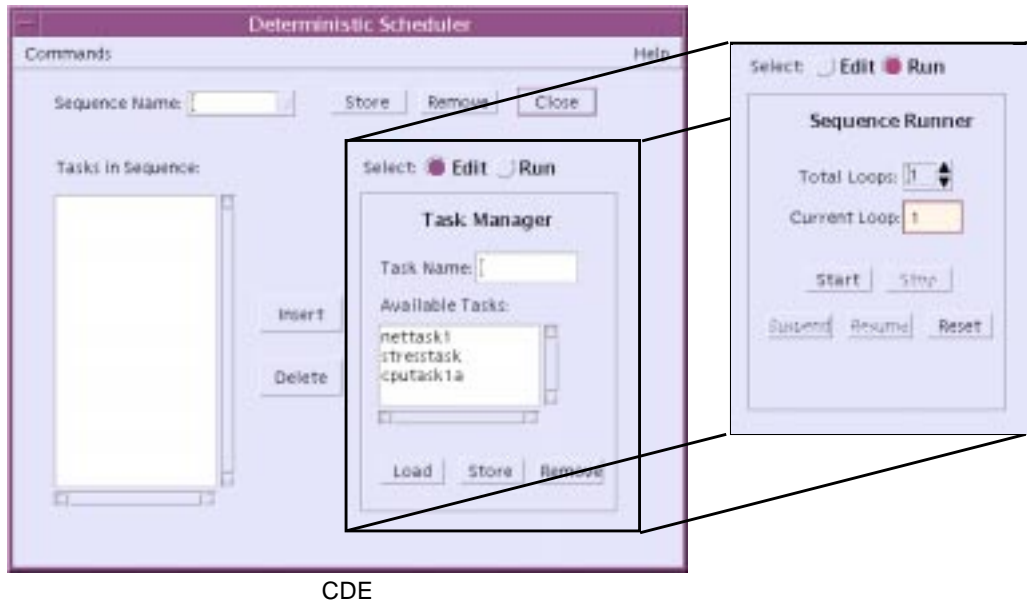 Deterministic Scheduler
Commands Help
Sequence Name: Store Remove Close
Tasks in Sequence:
Insert
Delete
Select: Edit Run
Task Manager
Task Name:
Available Tasks:
nettask1
stresstask
cputask1a
Load Store Remove
Select: Edit Run
Sequence Runner
Total Loops: 1
Current Loop: 1
Start Stop
Suspend Resume Reset
CDE